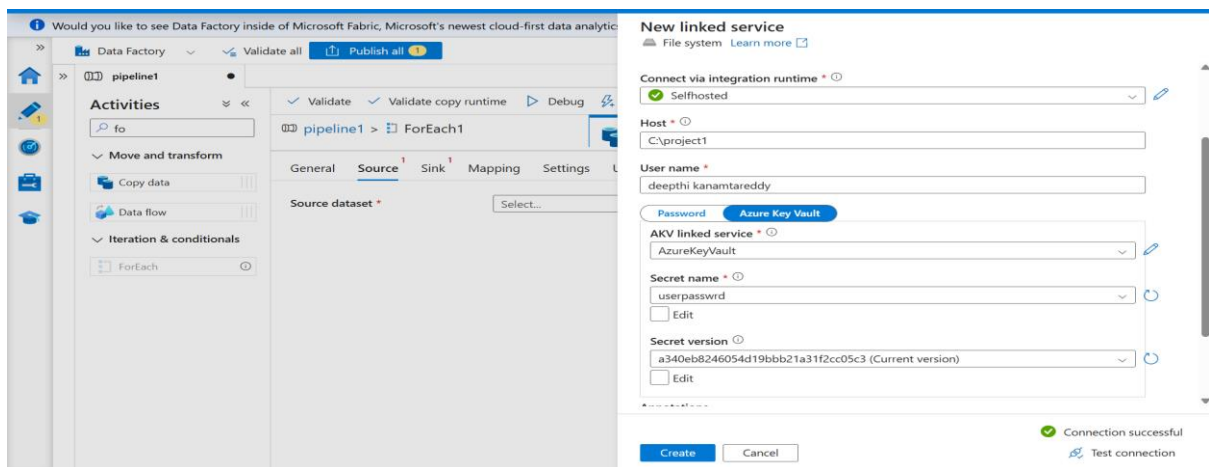 Would you like to see Data Factory inside of Microsoft Fabric, Microsoft's newest cloud-first data analytic
Data Factory
Validate all
Publish all 1
pipeline1
Activities
fo
Move and transform
Copy data
Data flow
Iteration & conditionals
ForEach
1
Validate
Validate copy runtime
Debug
pipeline1 > ForEach1
General Source 1 Sink 1 Mapping Settings U
Source dataset *
Select...
New linked service
File system Learn more
Connect via integration runtime *
Selfhosted
Host *
C:\project1
User name *
deepthi kanamtareddy
Password Azure Key Vault
AKV linked service *
AzureKeyVault
Secret name *
userpasswrd
Edit
Secret version
a340eb8246054d19bbb21a31f2cc05c3 (Current version)
Edit
Connection successful
Create Cancel
Test connection